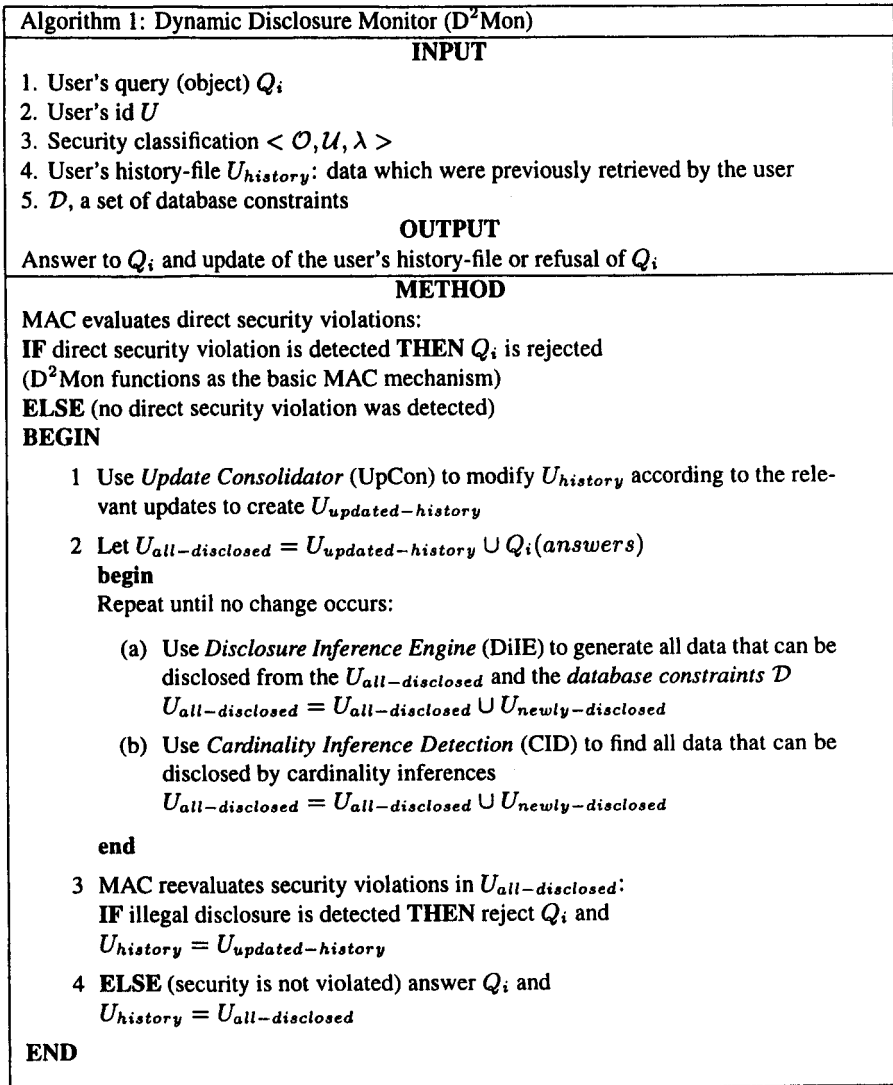 Algorithm 1: Dynamic Disclosure Monitor (D²Mon)
INPUT
1. User's query (object) Q_i
2. User's id U
3. Security classification < O, U, λ >
4. User's history-file U_history: data which were previously retrieved by the user
5. D, a set of database constraints
OUTPUT
Answer to Q_i and update of the user's history-file or refusal of Q_i
METHOD
MAC evaluates direct security violations:
IF direct security violation is detected THEN Q_i is rejected
(D²Mon functions as the basic MAC mechanism)
ELSE (no direct security violation was detected)
BEGIN
1 Use Update Consolidator (UpCon) to modify U_history according to the rele-
vant updates to create U_updated-history
2 Let U_all-disclosed = U_updated-history ∪ Q_i(answers)
begin
Repeat until no change occurs:
(a) Use Disclosure Inference Engine (DiIE) to generate all data that can be
disclosed from the U_all-disclosed and the database constraints D
U_all-disclosed = U_all-disclosed ∪ U_newly-disclosed
(b) Use Cardinality Inference Detection (CID) to find all data that can be
disclosed by cardinality inferences
U_all-disclosed = U_all-disclosed ∪ U_newly-disclosed
end
3 MAC reevaluates security violations in U_all-disclosed:
IF illegal disclosure is detected THEN reject Q_i and
U_history = U_updated-history
4 ELSE (security is not violated) answer Q_i and
U_history = U_all-disclosed
END